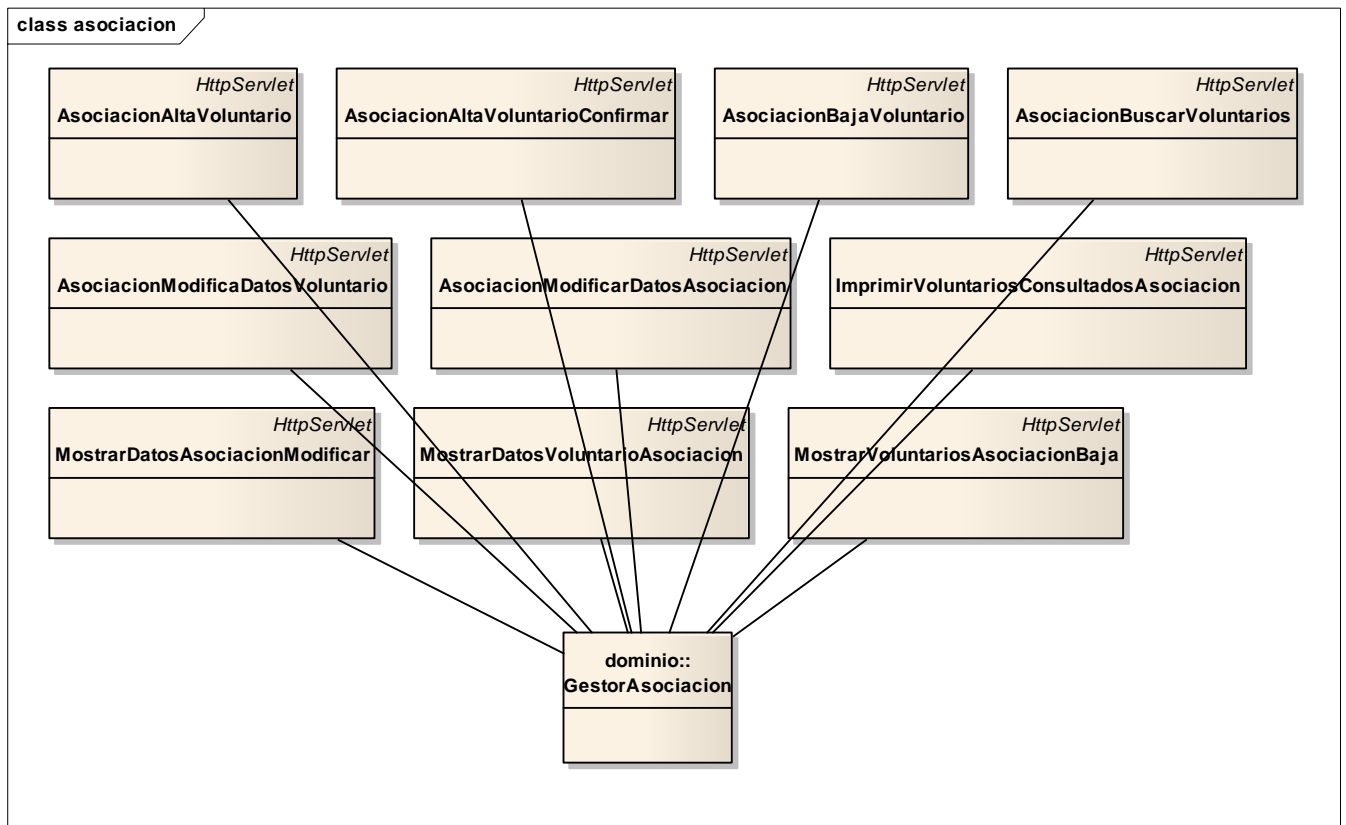 class asociacion
HttpServlet
AsociacionAltaVoluntario
HttpServlet
AsociacionAltaVoluntarioConfirmar
HttpServlet
AsociacionBajaVoluntario
HttpServlet
AsociacionBuscarVoluntarios
HttpServlet
AsociacionModificaDatosVoluntario
HttpServlet
AsociacionModificarDatosAsociacion
HttpServlet
ImprimirVoluntariosConsultadosAsociacion
HttpServlet
MostrarDatosAsociacionModificar
HttpServlet
MostrarDatosVoluntarioAsociacion
HttpServlet
MostrarVoluntariosAsociacionBaja
dominio::
GestorAsociacion